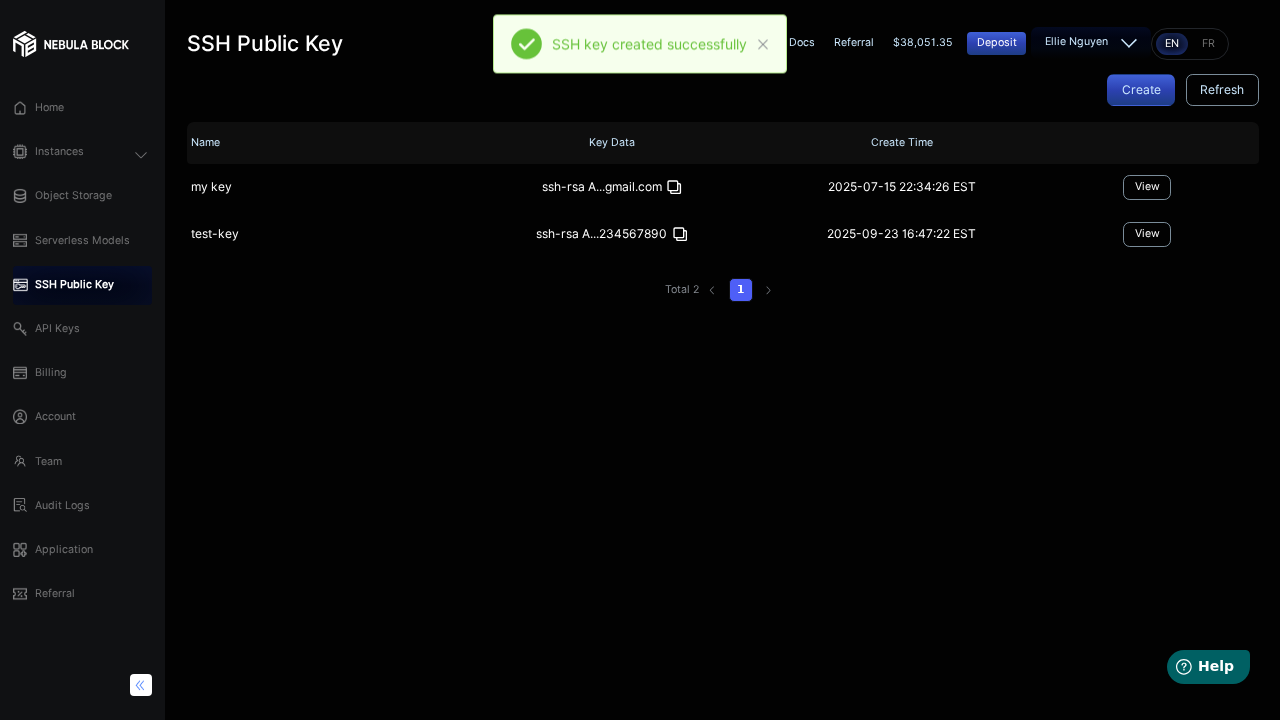 NEBULA BLOCK
Home
Instances
Object Storage
Serverless Models
SSH Public Key
API Keys
Billing
Account
Team
Audit Logs
Application
Referral
SSH Public Key
SSH key created successfully
Docs Referral $38,051.35 Deposit Ellie Nguyen EN FR
Create Refresh
Name Key Data Create Time
my key ssh-rsa A...gmail.com 2025-07-15 22:34:26 EST View
test-key ssh-rsa A...234567890 2025-09-23 16:47:22 EST View
Total 2 1
Help